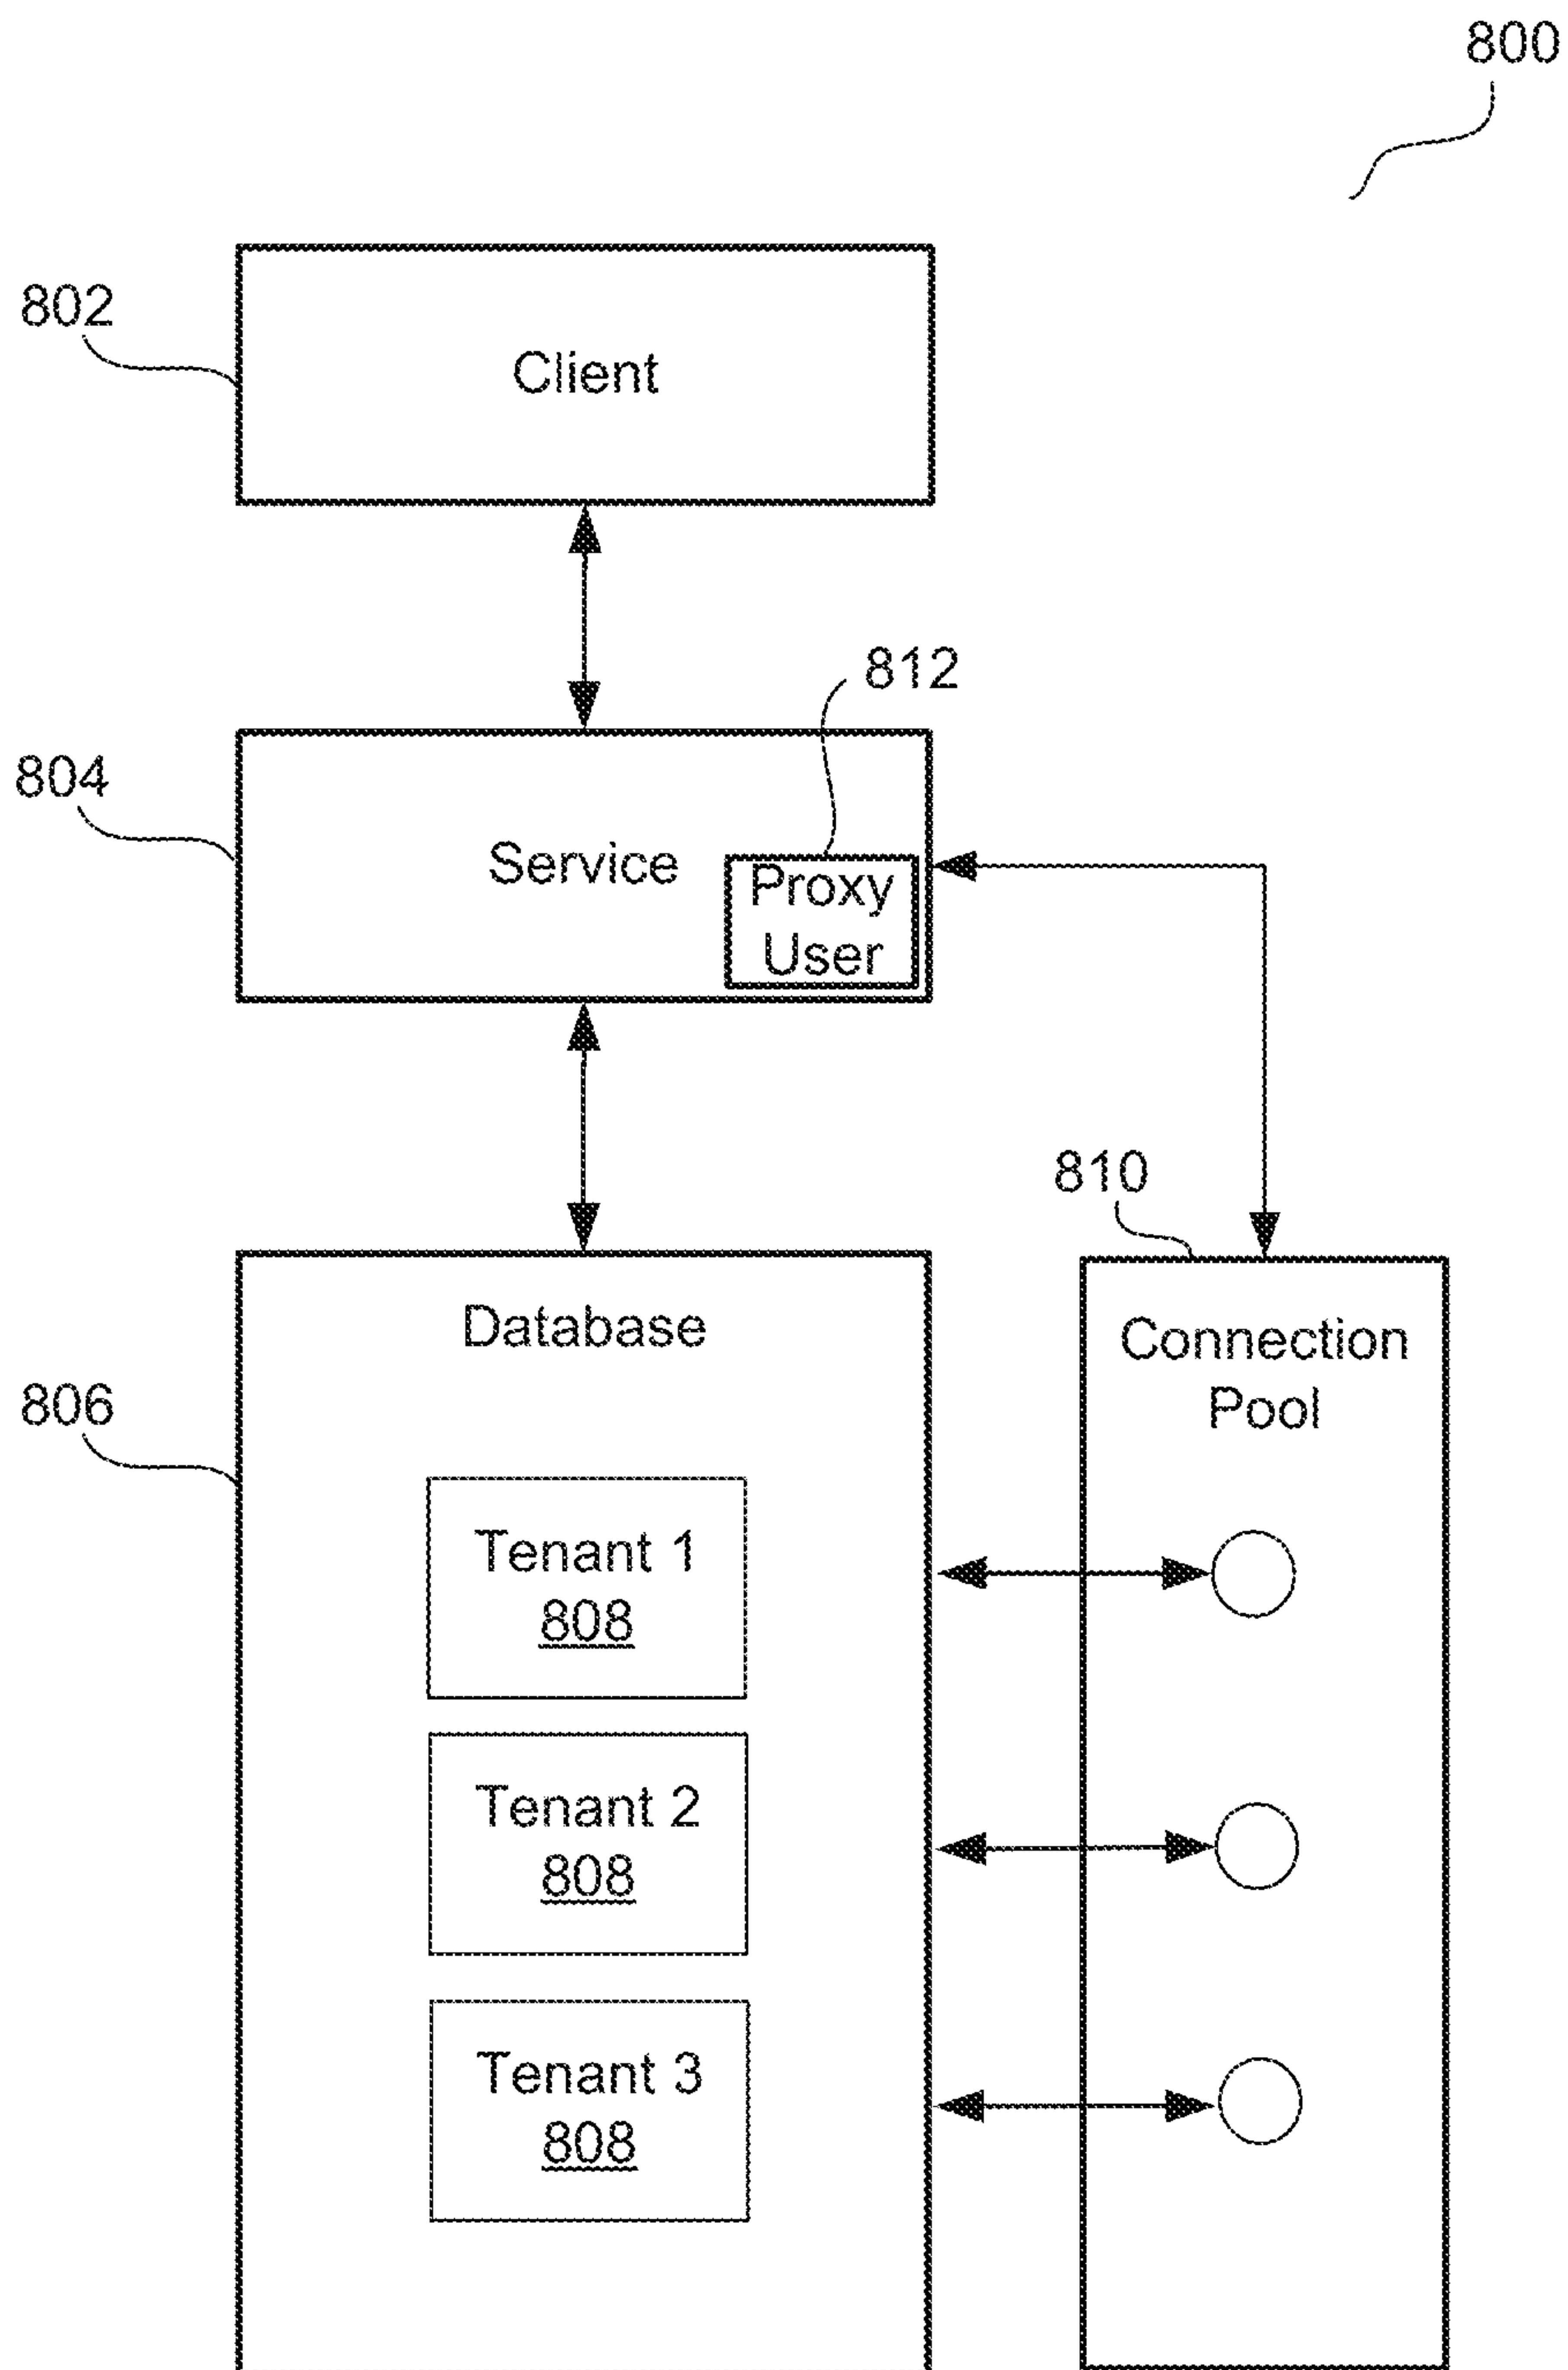 800
802
Client
812
804
Service
Proxy
User
810
Database
Connection
Pool
806
Tenant 1
808
Tenant 2
808
Tenant 3
808